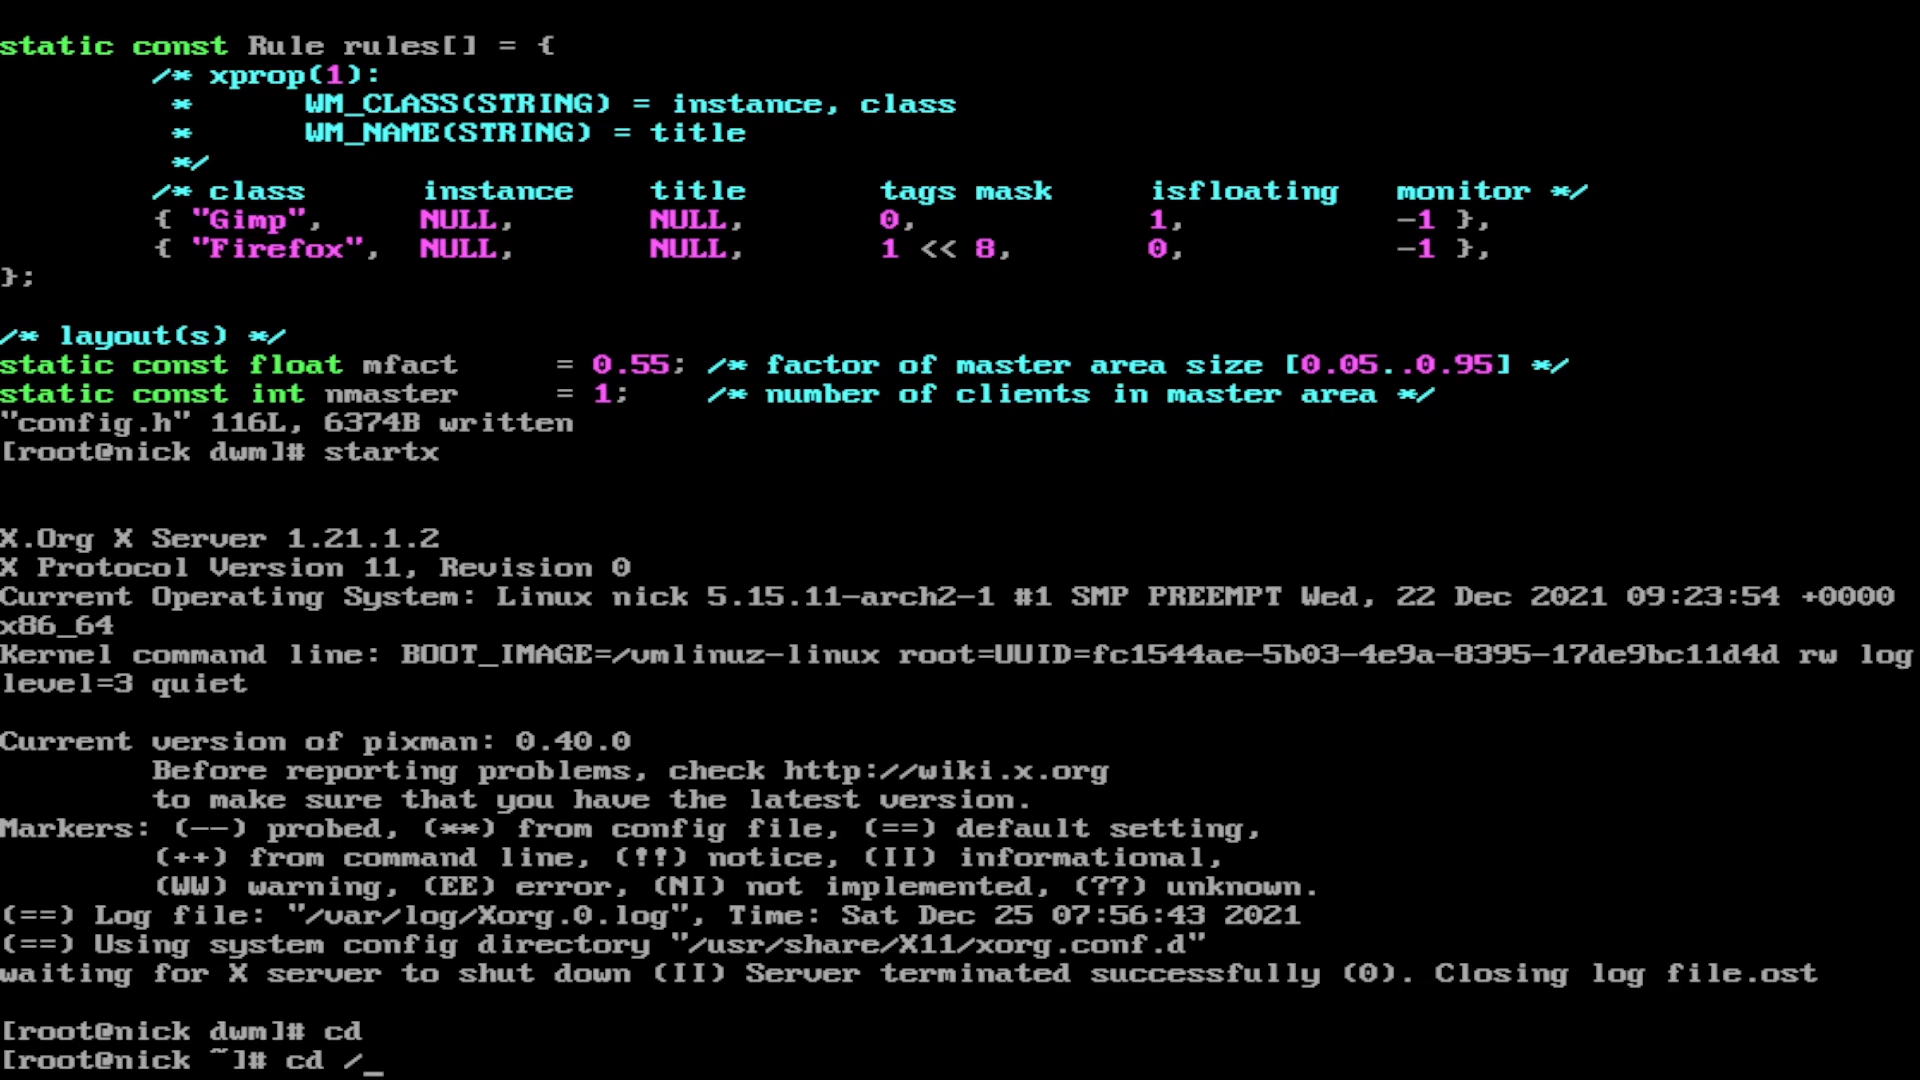 static const Rule rules[] = {
/* xprop(1):
* WM_CLASS(STRING) = instance, class
* WM_NAME(STRING) = title
*/
/* class instance title tags mask isfloating monitor */
{ "Gimp", NULL, NULL, 0, 1, -1 },
{ "Firefox", NULL, NULL, 1 << 8, 0, -1 },
};
/* layout(s) */
static const float mfact = 0.55; /* factor of master area size [0.05..0.95] */
static const int nmaster = 1; /* number of clients in master area */
"config.h" 116L, 6374B written
[root@nick dwm]# startx
X.Org X Server 1.21.1.2
X Protocol Version 11, Revision 0
Current Operating System: Linux nick 5.15.11-arch2-1 #1 SMP PREEMPT Wed, 22 Dec 2021 09:23:54 +0000
x86_64
Kernel command line: BOOT_IMAGE=/vmlinuz-linux root=UUID=fc1544ae-5b03-4e9a-8395-17de9bc11d4d rw log
level=3 quiet
Current version of pixman: 0.40.0
Before reporting problems, check http://wiki.x.org
to make sure that you have the latest version.
Markers: (--) probed, (**) from config file, (==) default setting,
(++) from command line, (!!) notice, (II) informational,
(WW) warning, (EE) error, (NI) not implemented, (??) unknown.
(==) Log file: "/var/log/Xorg.0.log", Time: Sat Dec 25 07:56:43 2021
(==) Using system config directory "/usr/share/X11/xorg.conf.d"
waiting for X server to shut down (II) Server terminated successfully (0). Closing log file.ost
[root@nick dwm]# cd
[root@nick ~]# cd /_